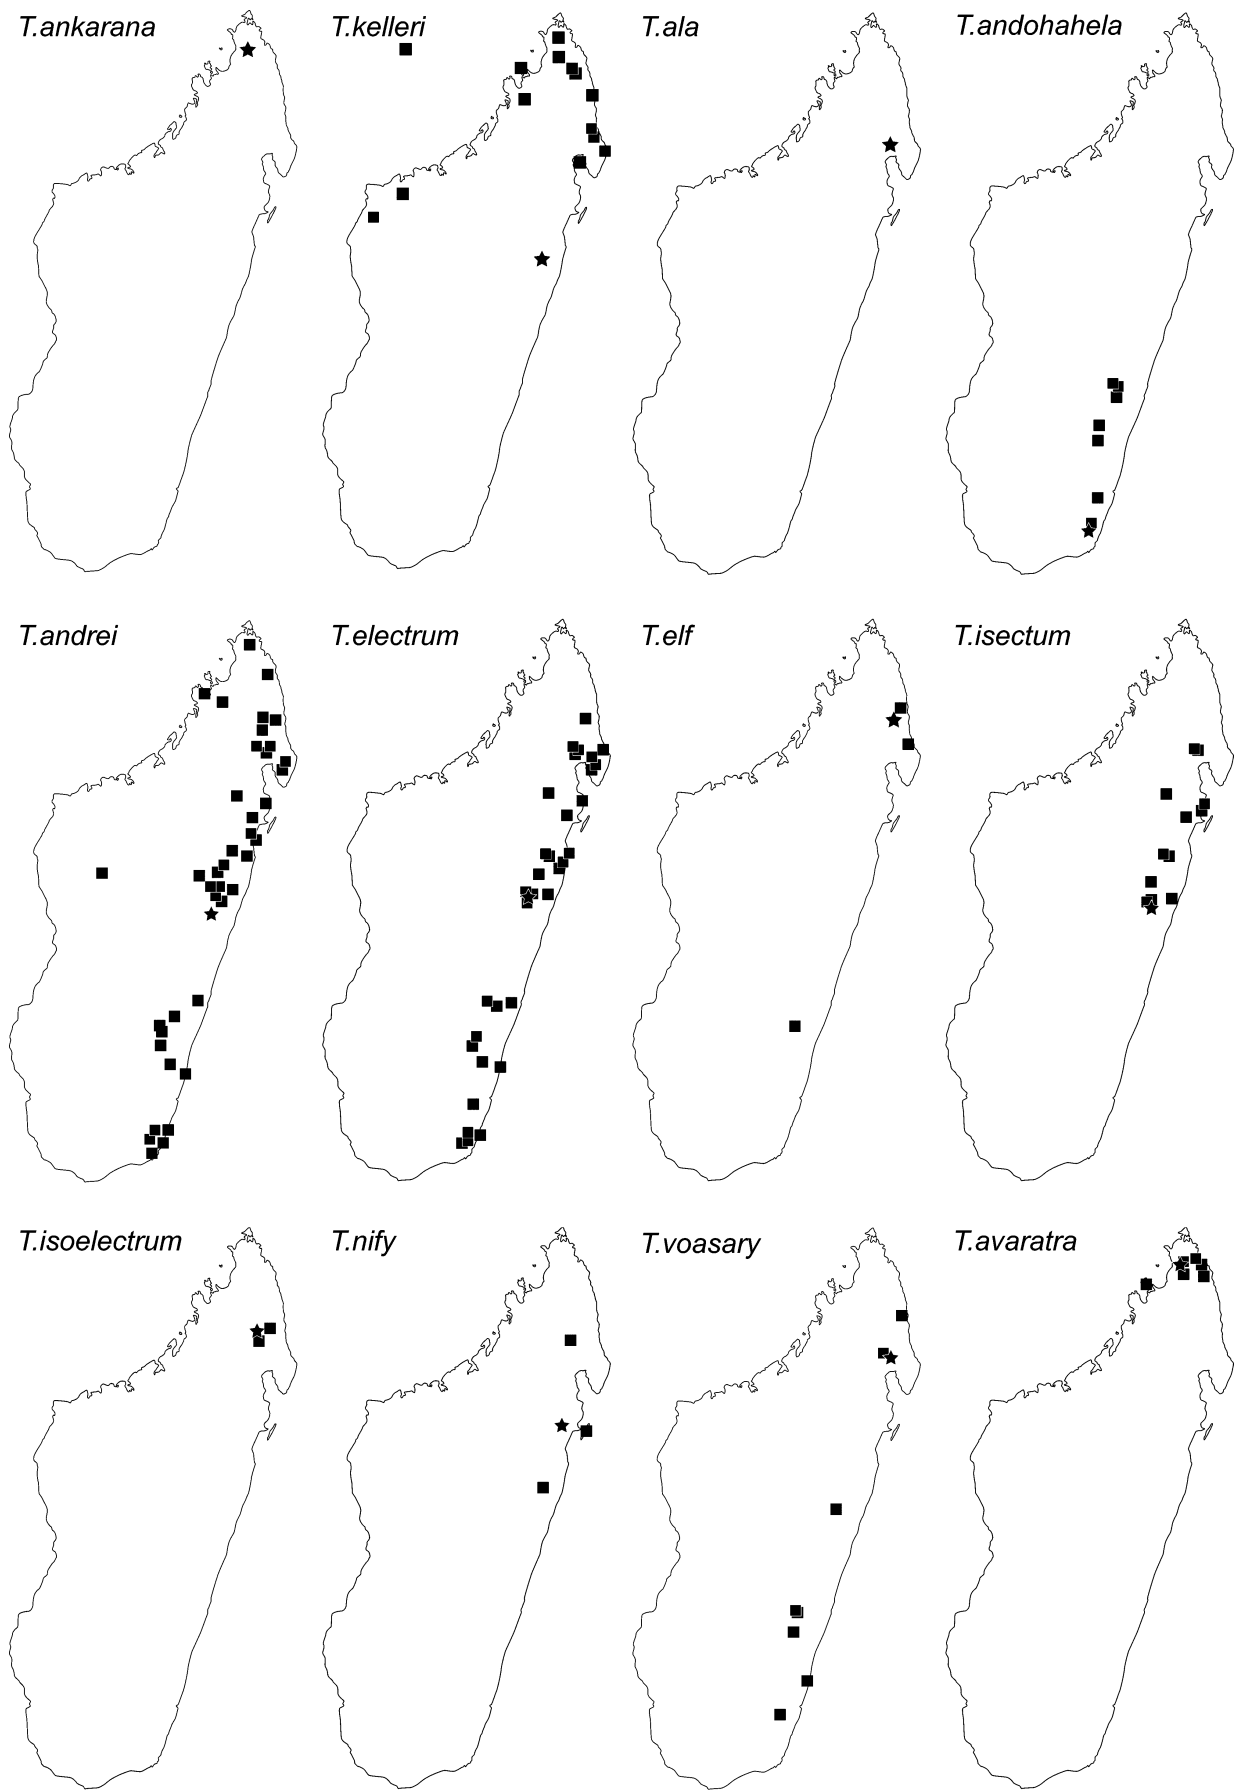 T.ankarana
T.kelleri
T.ala
T.andohahela
T.andrei
T.electrum
T.elf
T.isectum
T.isoelectrum
T.nify
T.voasary
T.avaratra